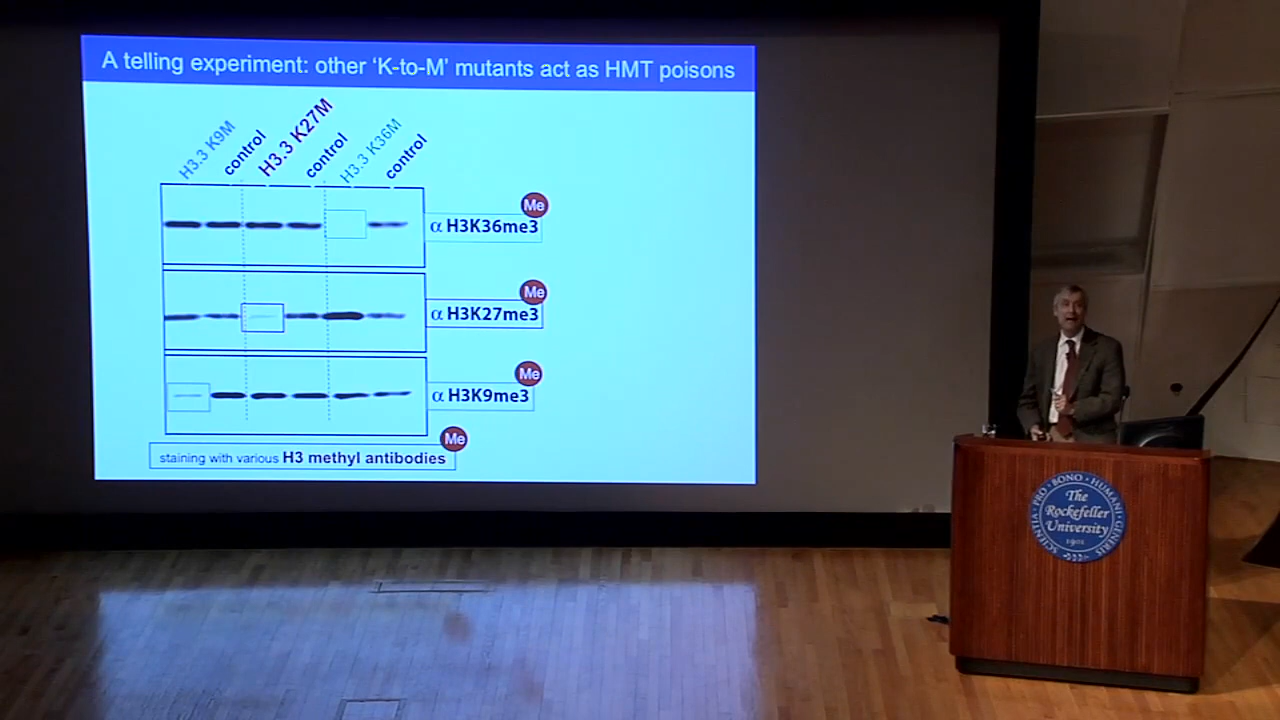 A telling experiment: other 'K-to-M' mutants act as HMT poisons
H3.3 K9M
control
H3.3 K27M
control
H3.3 K36M
control
Me
α H3K36me3
Me
α H3K27me3
Me
α H3K9me3
Me
staining with various H3 methyl antibodies
SCIENTIA · PRO · BONO · HUMANI · GENERIS
The
Rockefeller
University
1901